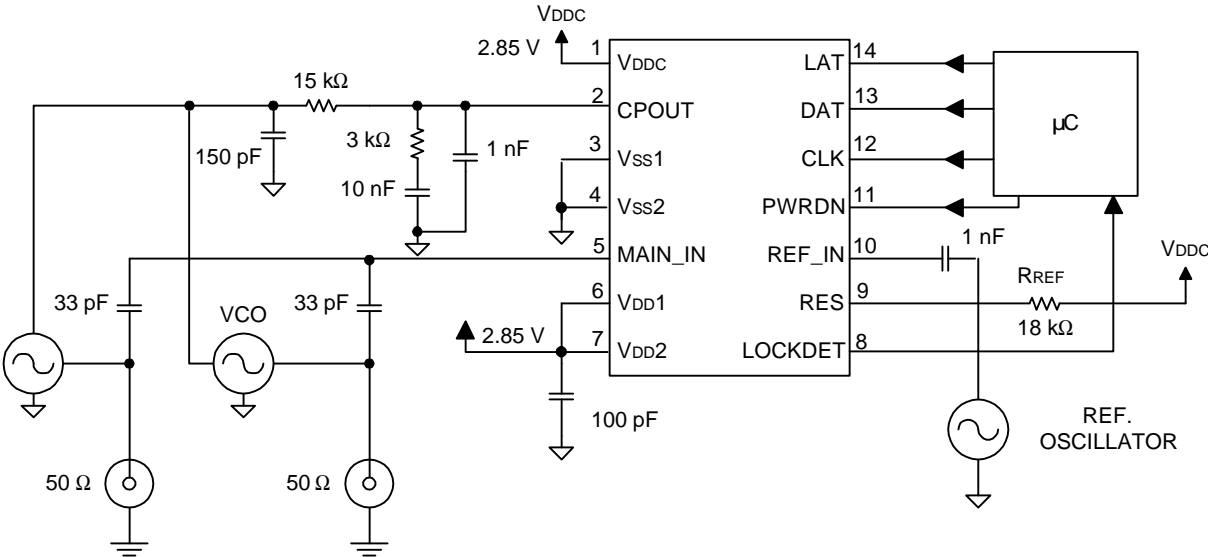 VDDC
2.85 V
1
VDDC
LAT
14
15 kΩ
2
CPOUT
DAT
13
µC
150 pF
3 kΩ
1 nF
10 nF
3
VSS1
CLK
12
4
VSS2
PWRDN
11
5
MAIN_IN
REF_IN
10
1 nF
VDDC
33 pF
VCO
33 pF
6
VDD1
RES
9
RREF
18 kΩ
2.85 V
7
VDD2
LOCKDET
8
100 pF
REF.
OSCILLATOR
50 Ω
50 Ω